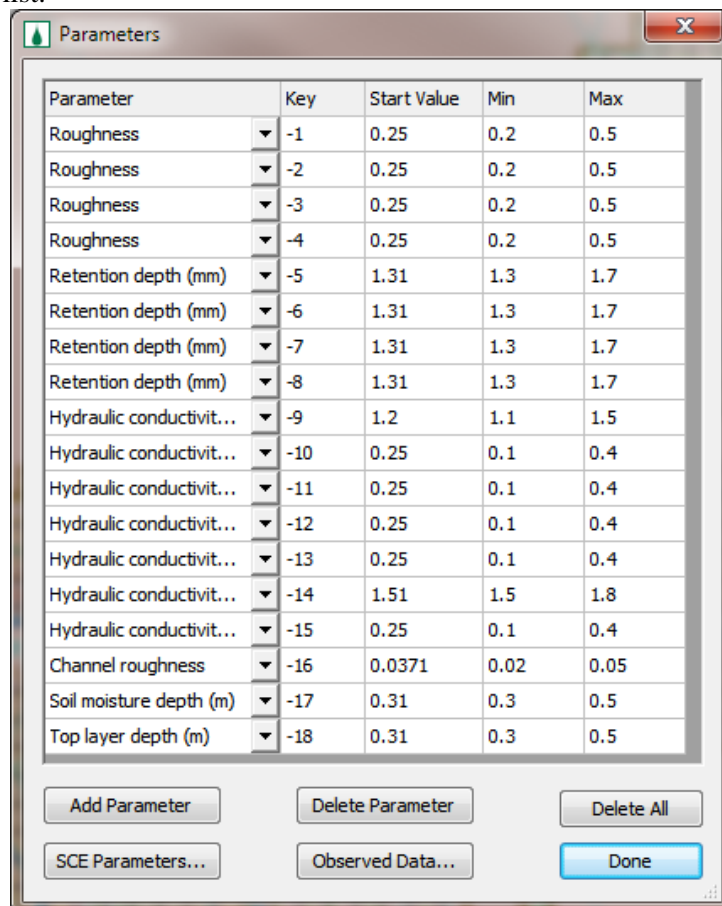 list.
Parameters
Parameter Key Start Value Min Max
Roughness -1 0.25 0.2 0.5
Roughness -2 0.25 0.2 0.5
Roughness -3 0.25 0.2 0.5
Roughness -4 0.25 0.2 0.5
Retention depth (mm) -5 1.31 1.3 1.7
Retention depth (mm) -6 1.31 1.3 1.7
Retention depth (mm) -7 1.31 1.3 1.7
Retention depth (mm) -8 1.31 1.3 1.7
Hydraulic conductivit... -9 1.2 1.1 1.5
Hydraulic conductivit... -10 0.25 0.1 0.4
Hydraulic conductivit... -11 0.25 0.1 0.4
Hydraulic conductivit... -12 0.25 0.1 0.4
Hydraulic conductivit... -13 0.25 0.1 0.4
Hydraulic conductivit... -14 1.51 1.5 1.8
Hydraulic conductivit... -15 0.25 0.1 0.4
Channel roughness -16 0.0371 0.02 0.05
Soil moisture depth (m) -17 0.31 0.3 0.5
Top layer depth (m) -18 0.31 0.3 0.5
Add Parameter Delete Parameter Delete All
SCE Parameters... Observed Data... Done